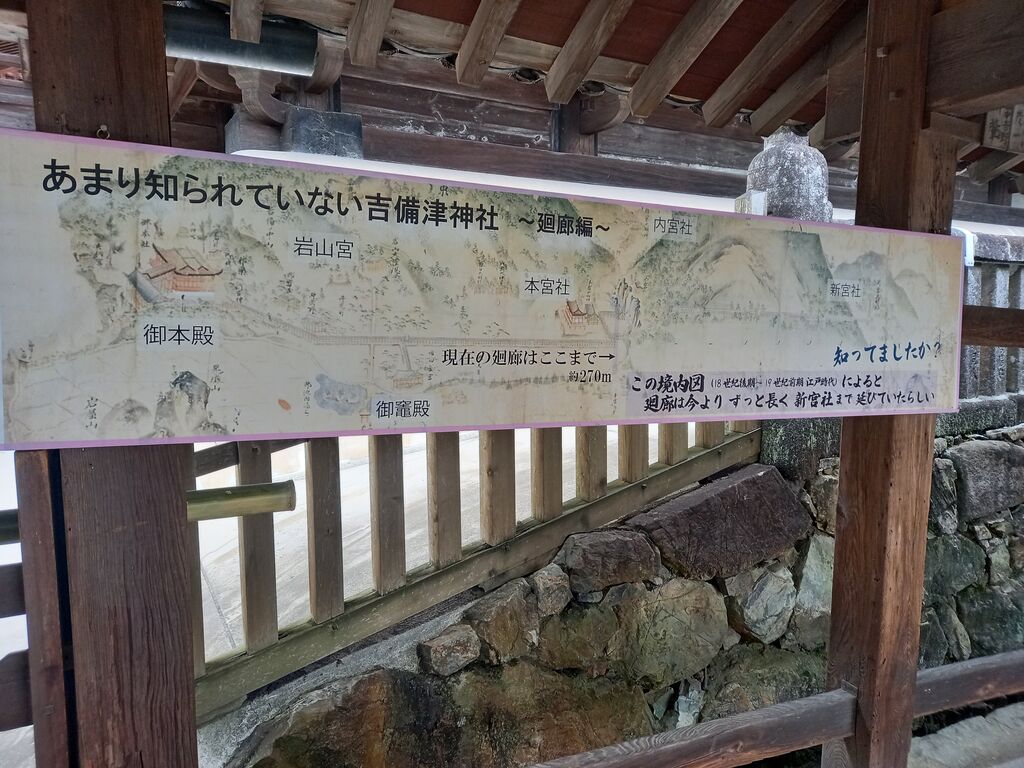 あまり知られていない吉備津神社 ～廻廊編～
内宮社
岩山宮
本宮社
新宮社
御本殿
現在の廻廊はここまで→
約270m
知ってましたか？
この境内図（18世紀後期～19世紀前期 江戸時代）によると
廻廊は今より ずっと長く 新宮社まで 延びていたらしい
御竈殿